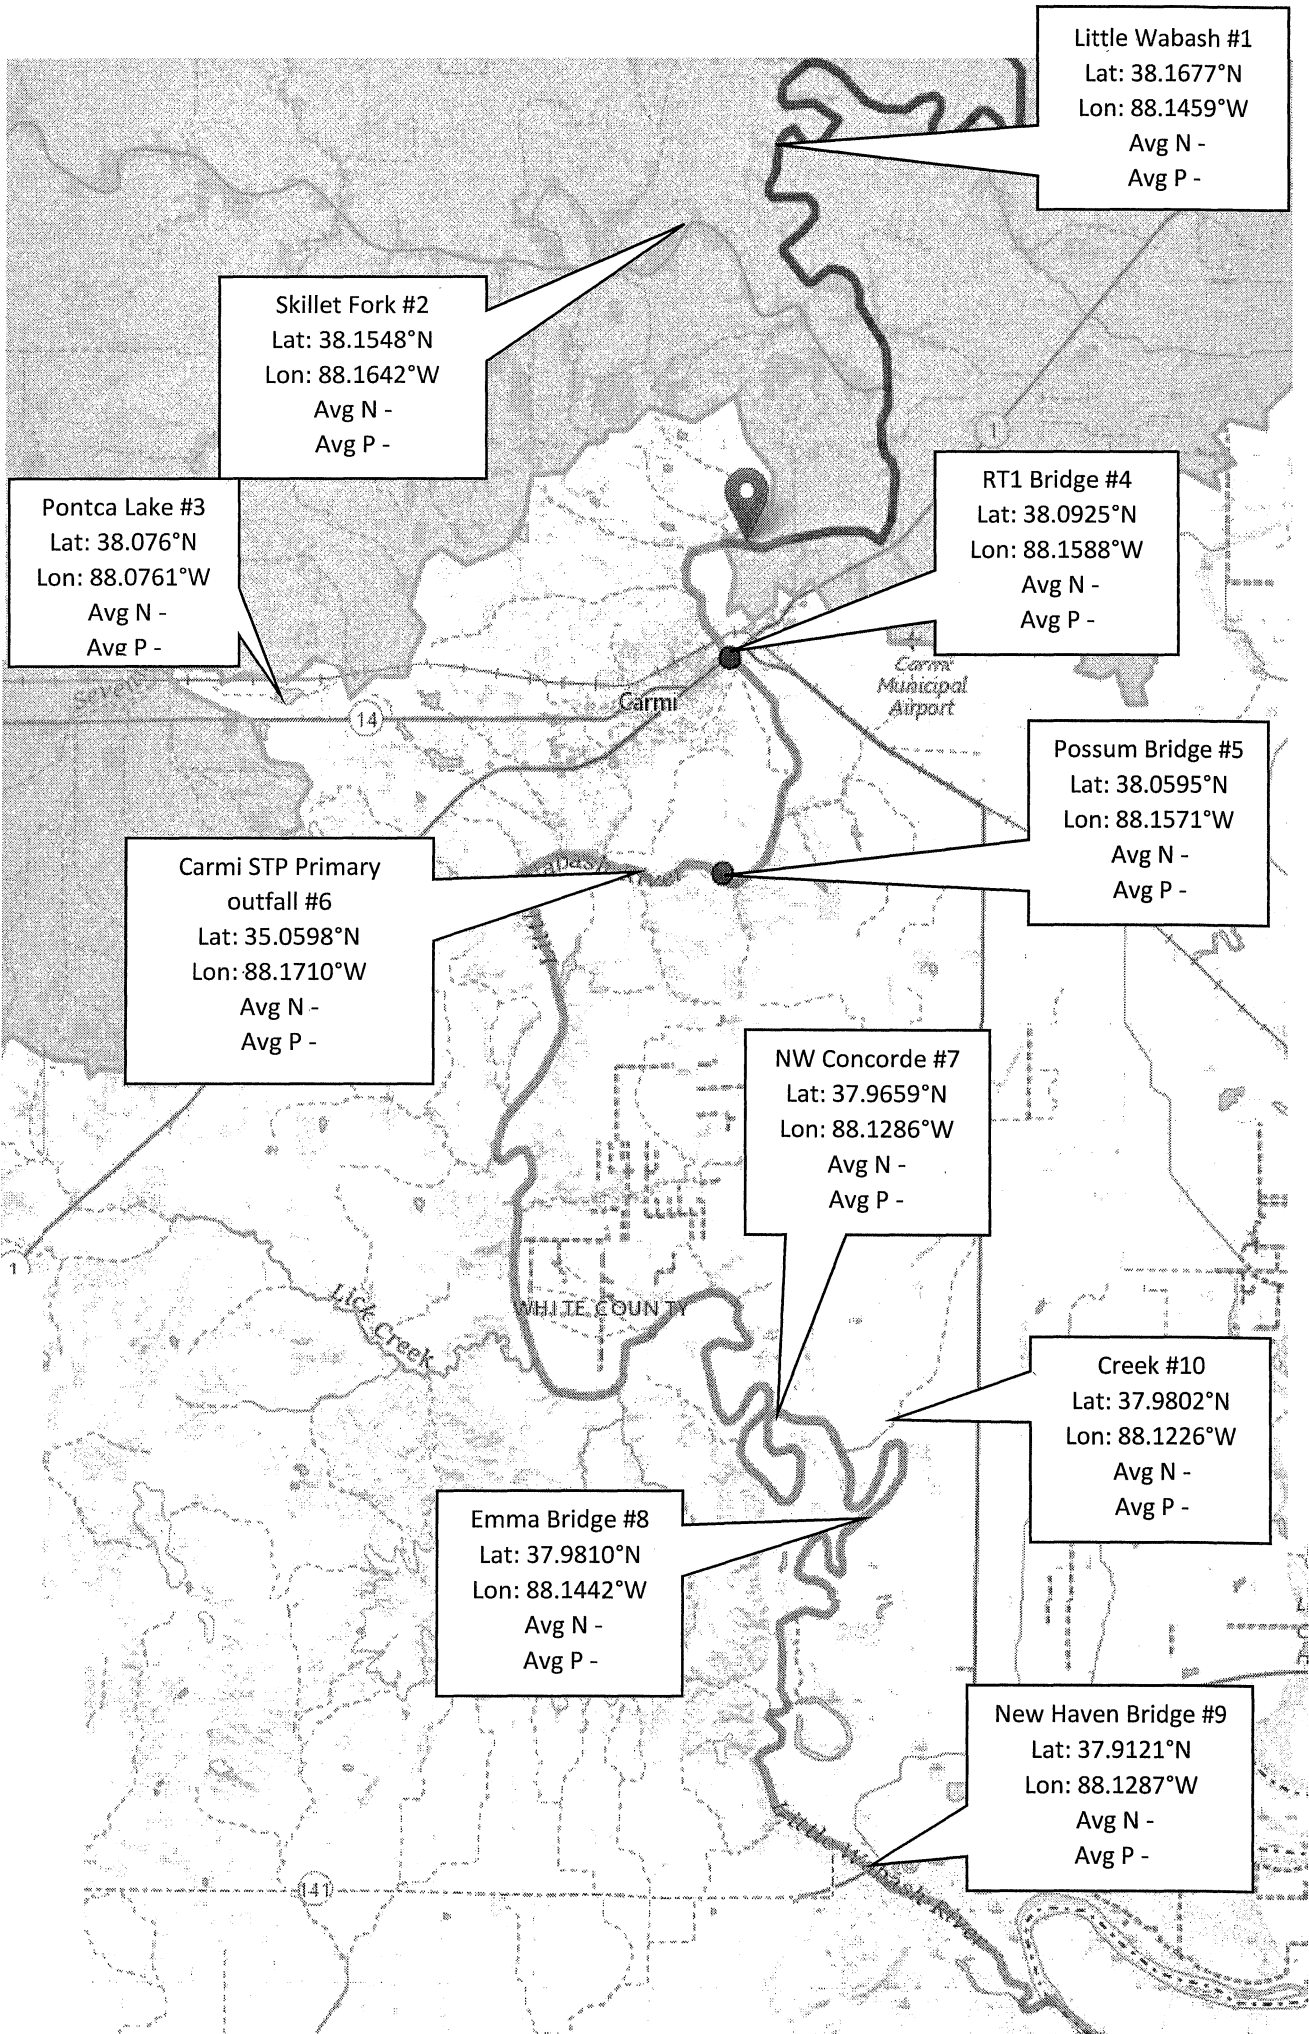 Little Wabash #1
Lat: 38.1677°N
Lon: 88.1459°W
Avg N -
Avg P -
Skillet Fork #2
Lat: 38.1548°N
Lon: 88.1642°W
Avg N -
Avg P -
1
RT1 Bridge #4
Lat: 38.0925°N
Lon: 88.1588°W
Avg N -
Avg P -
Pontca Lake #3
Lat: 38.076°N
Lon: 88.0761°W
Avg N -
Avg P -
Carmi
Municipal
Airport
Carmi
14
Possum Bridge #5
Lat: 38.0595°N
Lon: 88.1571°W
Avg N -
Avg P -
Carmi STP Primary
outfall #6
Lat: 35.0598°N
Lon: 88.1710°W
Avg N -
Avg P -
NW Concorde #7
Lat: 37.9659°N
Lon: 88.1286°W
Avg N -
Avg P -
1
Lick Creek
WHITE COUNTY
Creek #10
Lat: 37.9802°N
Lon: 88.1226°W
Avg N -
Avg P -
Emma Bridge #8
Lat: 37.9810°N
Lon: 88.1442°W
Avg N -
Avg P -
New Haven Bridge #9
Lat: 37.9121°N
Lon: 88.1287°W
Avg N -
Avg P -
Little Wabash River
141